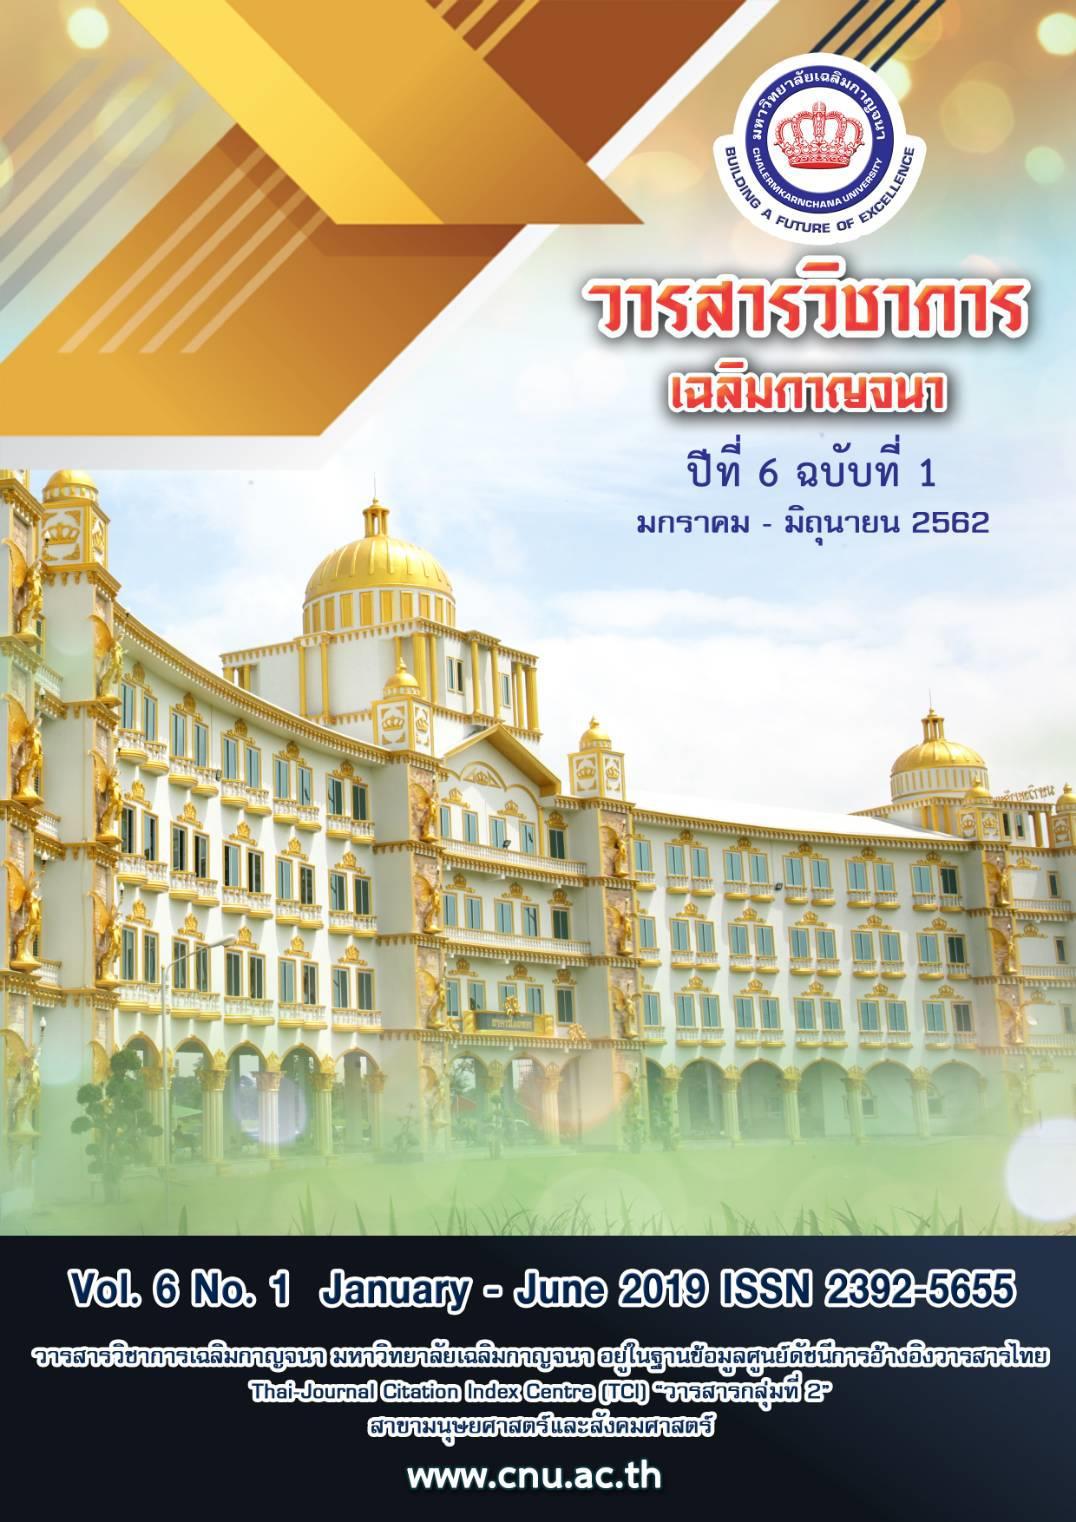 มหาวิทยาลัยเฉลิมกาญจนา
CHALERMKARNCHANA UNIVERSITY
BUILDING A FUTURE OF EXCELLENCE
วารสารวิชาการ
เฉลิมกาญจนา
ปีที่ 6 ฉบับที่ 1
มกราคม - มิถุนายน 2562
Vol. 6 No. 1 January - June 2019 ISSN 2392-5655
วารสารวิชาการเฉลิมกาญจนา มหาวิทยาลัยเฉลิมกาญจนา อยู่ในฐานข้อมูลศูนย์ดัชนีการอ้างอิงวารสารไทย
Thai-Journal Citation Index Centre (TCI) "วารสารกลุ่มที่ 2"
สาขามนุษยศาสตร์และสังคมศาสตร์
www.cnu.ac.th